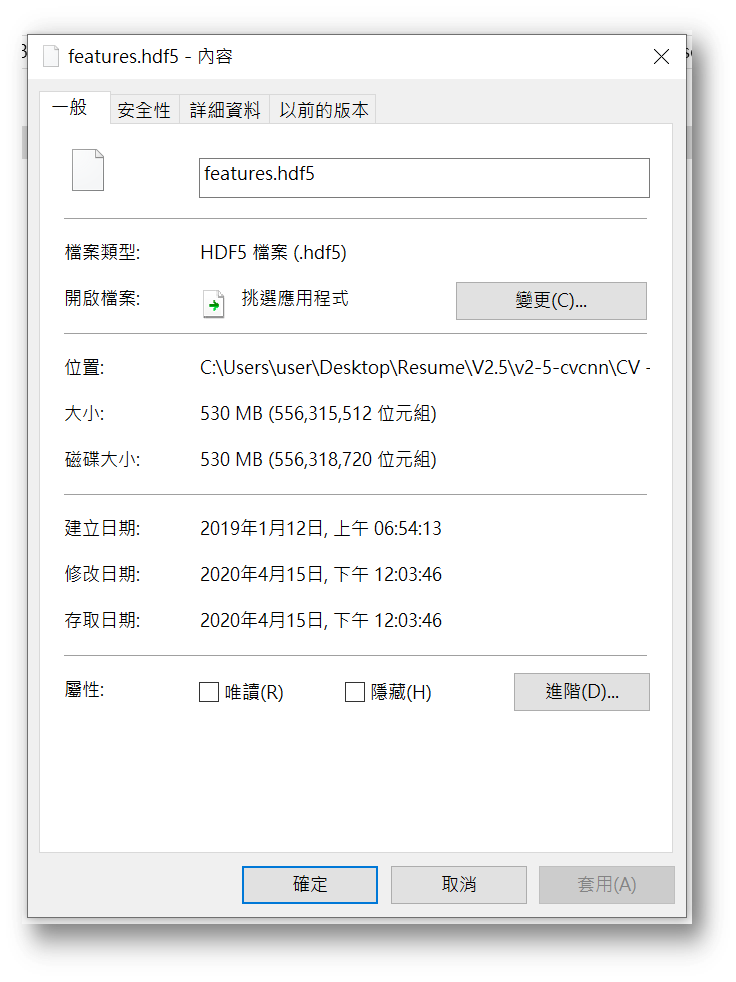 features.hdf5 - 內容
一般 安全性 詳細資料 以前的版本
features.hdf5
檔案類型: HDF5 檔案 (.hdf5)
開啟檔案: 挑選應用程式 變更(C)...
位置: C:\Users\user\Desktop\Resume\V2.5\v2-5-cvcnn\CV -
大小: 530 MB (556,315,512 位元組)
磁碟大小: 530 MB (556,318,720 位元組)
建立日期: 2019年1月12日, 上午 06:54:13
修改日期: 2020年4月15日, 下午 12:03:46
存取日期: 2020年4月15日, 下午 12:03:46
屬性: 唯讀(R) 隱藏(H) 進階(D)...
確定 取消 套用(A)